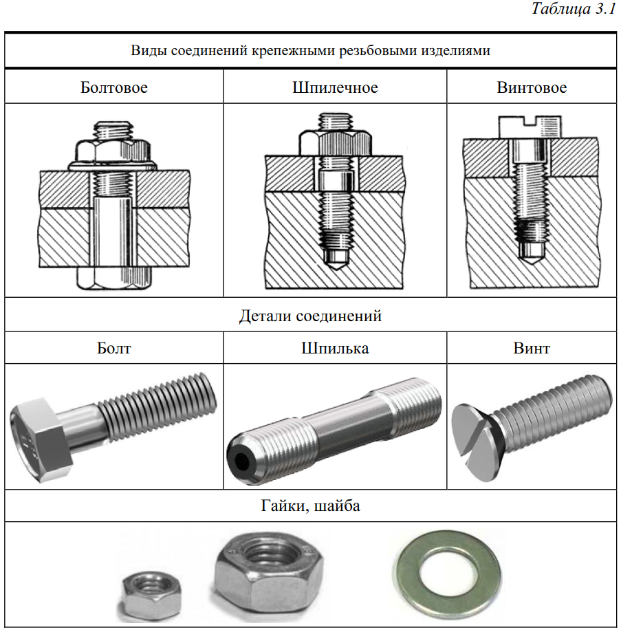 Таблица 3.1
Виды соединений крепежными резьбовыми изделиями
Болтовое Шпилечное Винтовое
Детали соединений
Болт Шпилька Винт
Гайки, шайба